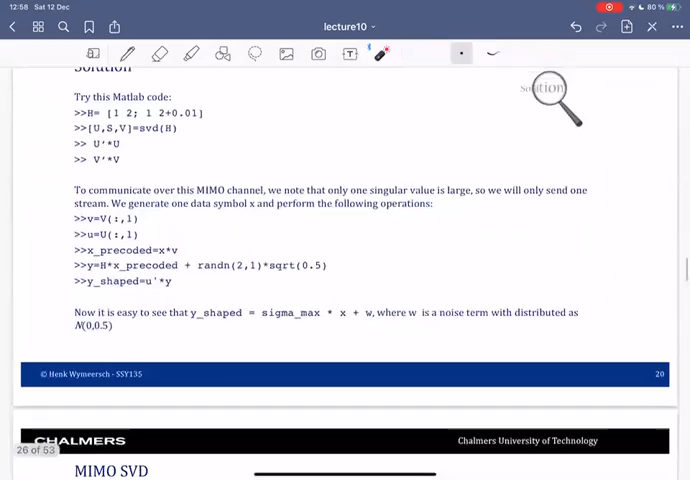 12:58 Sat 12 Dec
80 %
lecture10
Solution
Solution
Try this Matlab code:
>>H= [1 2; 1 2+0.01]
>>[U,S,V]=svd(H)
>> U'*U
>> V'*V
To communicate over this MIMO channel, we note that only one singular value is large, so we will only send one
stream. We generate one data symbol x and perform the following operations:
>>v=V(:,1)
>>u=U(:,1)
>>x_precoded=x*v
>>y=H*x_precoded + randn(2,1)*sqrt(0.5)
>>y_shaped=u'*y
Now it is easy to see that y_shaped = sigma_max * x + w, where w is a noise term with distributed as
N(0,0.5)
© Henk Wymeersch - SSY135
20
CHALMERS
Chalmers University of Technology
26 of 53
MIMO SVD